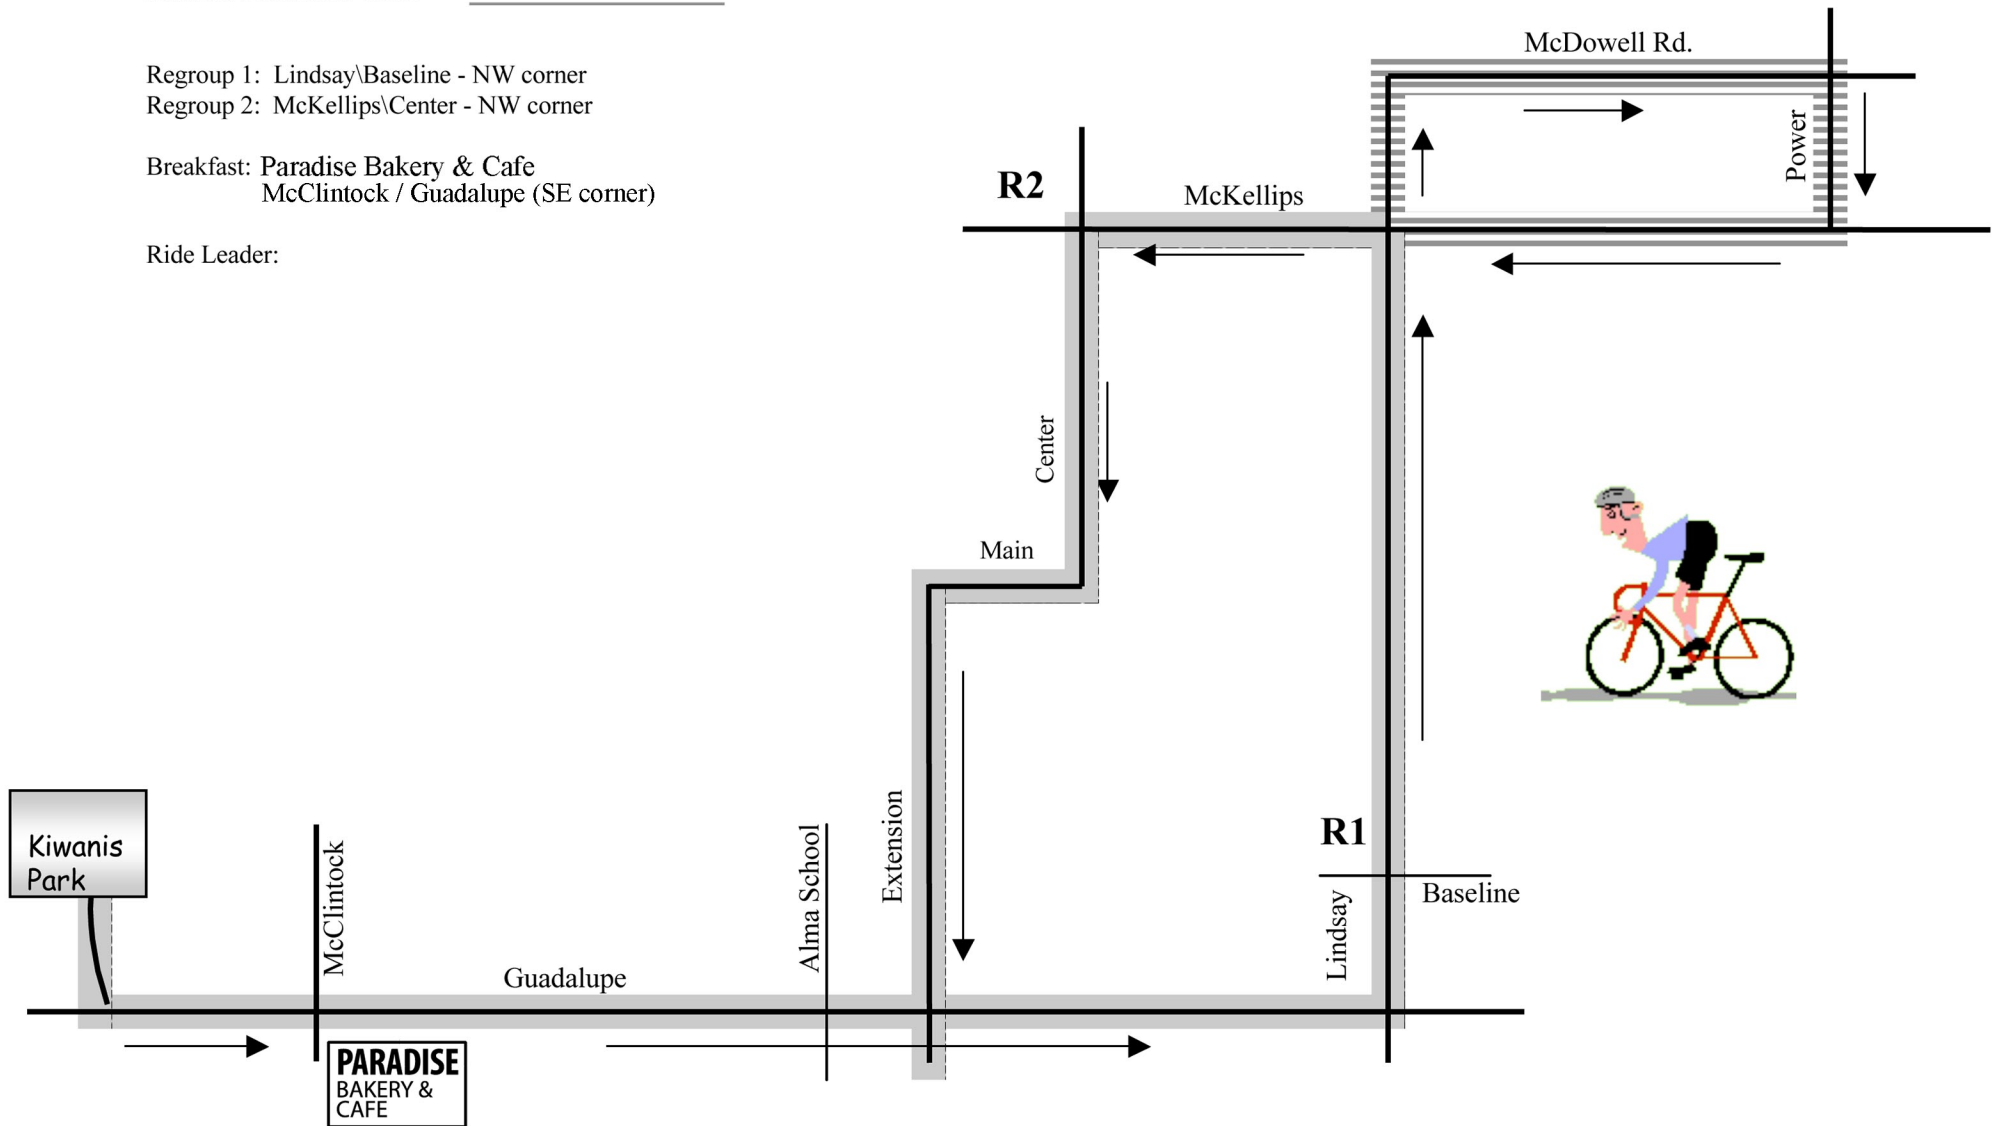 Regroup 1: Lindsay\Baseline - NW corner
Regroup 2: McKellips\Center - NW corner
Breakfast: Paradise Bakery & Cafe
McClintock / Guadalupe (SE corner)
Ride Leader:
McDowell Rd.
Power
R2
McKellips
Center
Main
Extension
R1
Baseline
Lindsay
Kiwanis
Park
McClintock
Alma School
Guadalupe
PARADISE
BAKERY &
CAFE